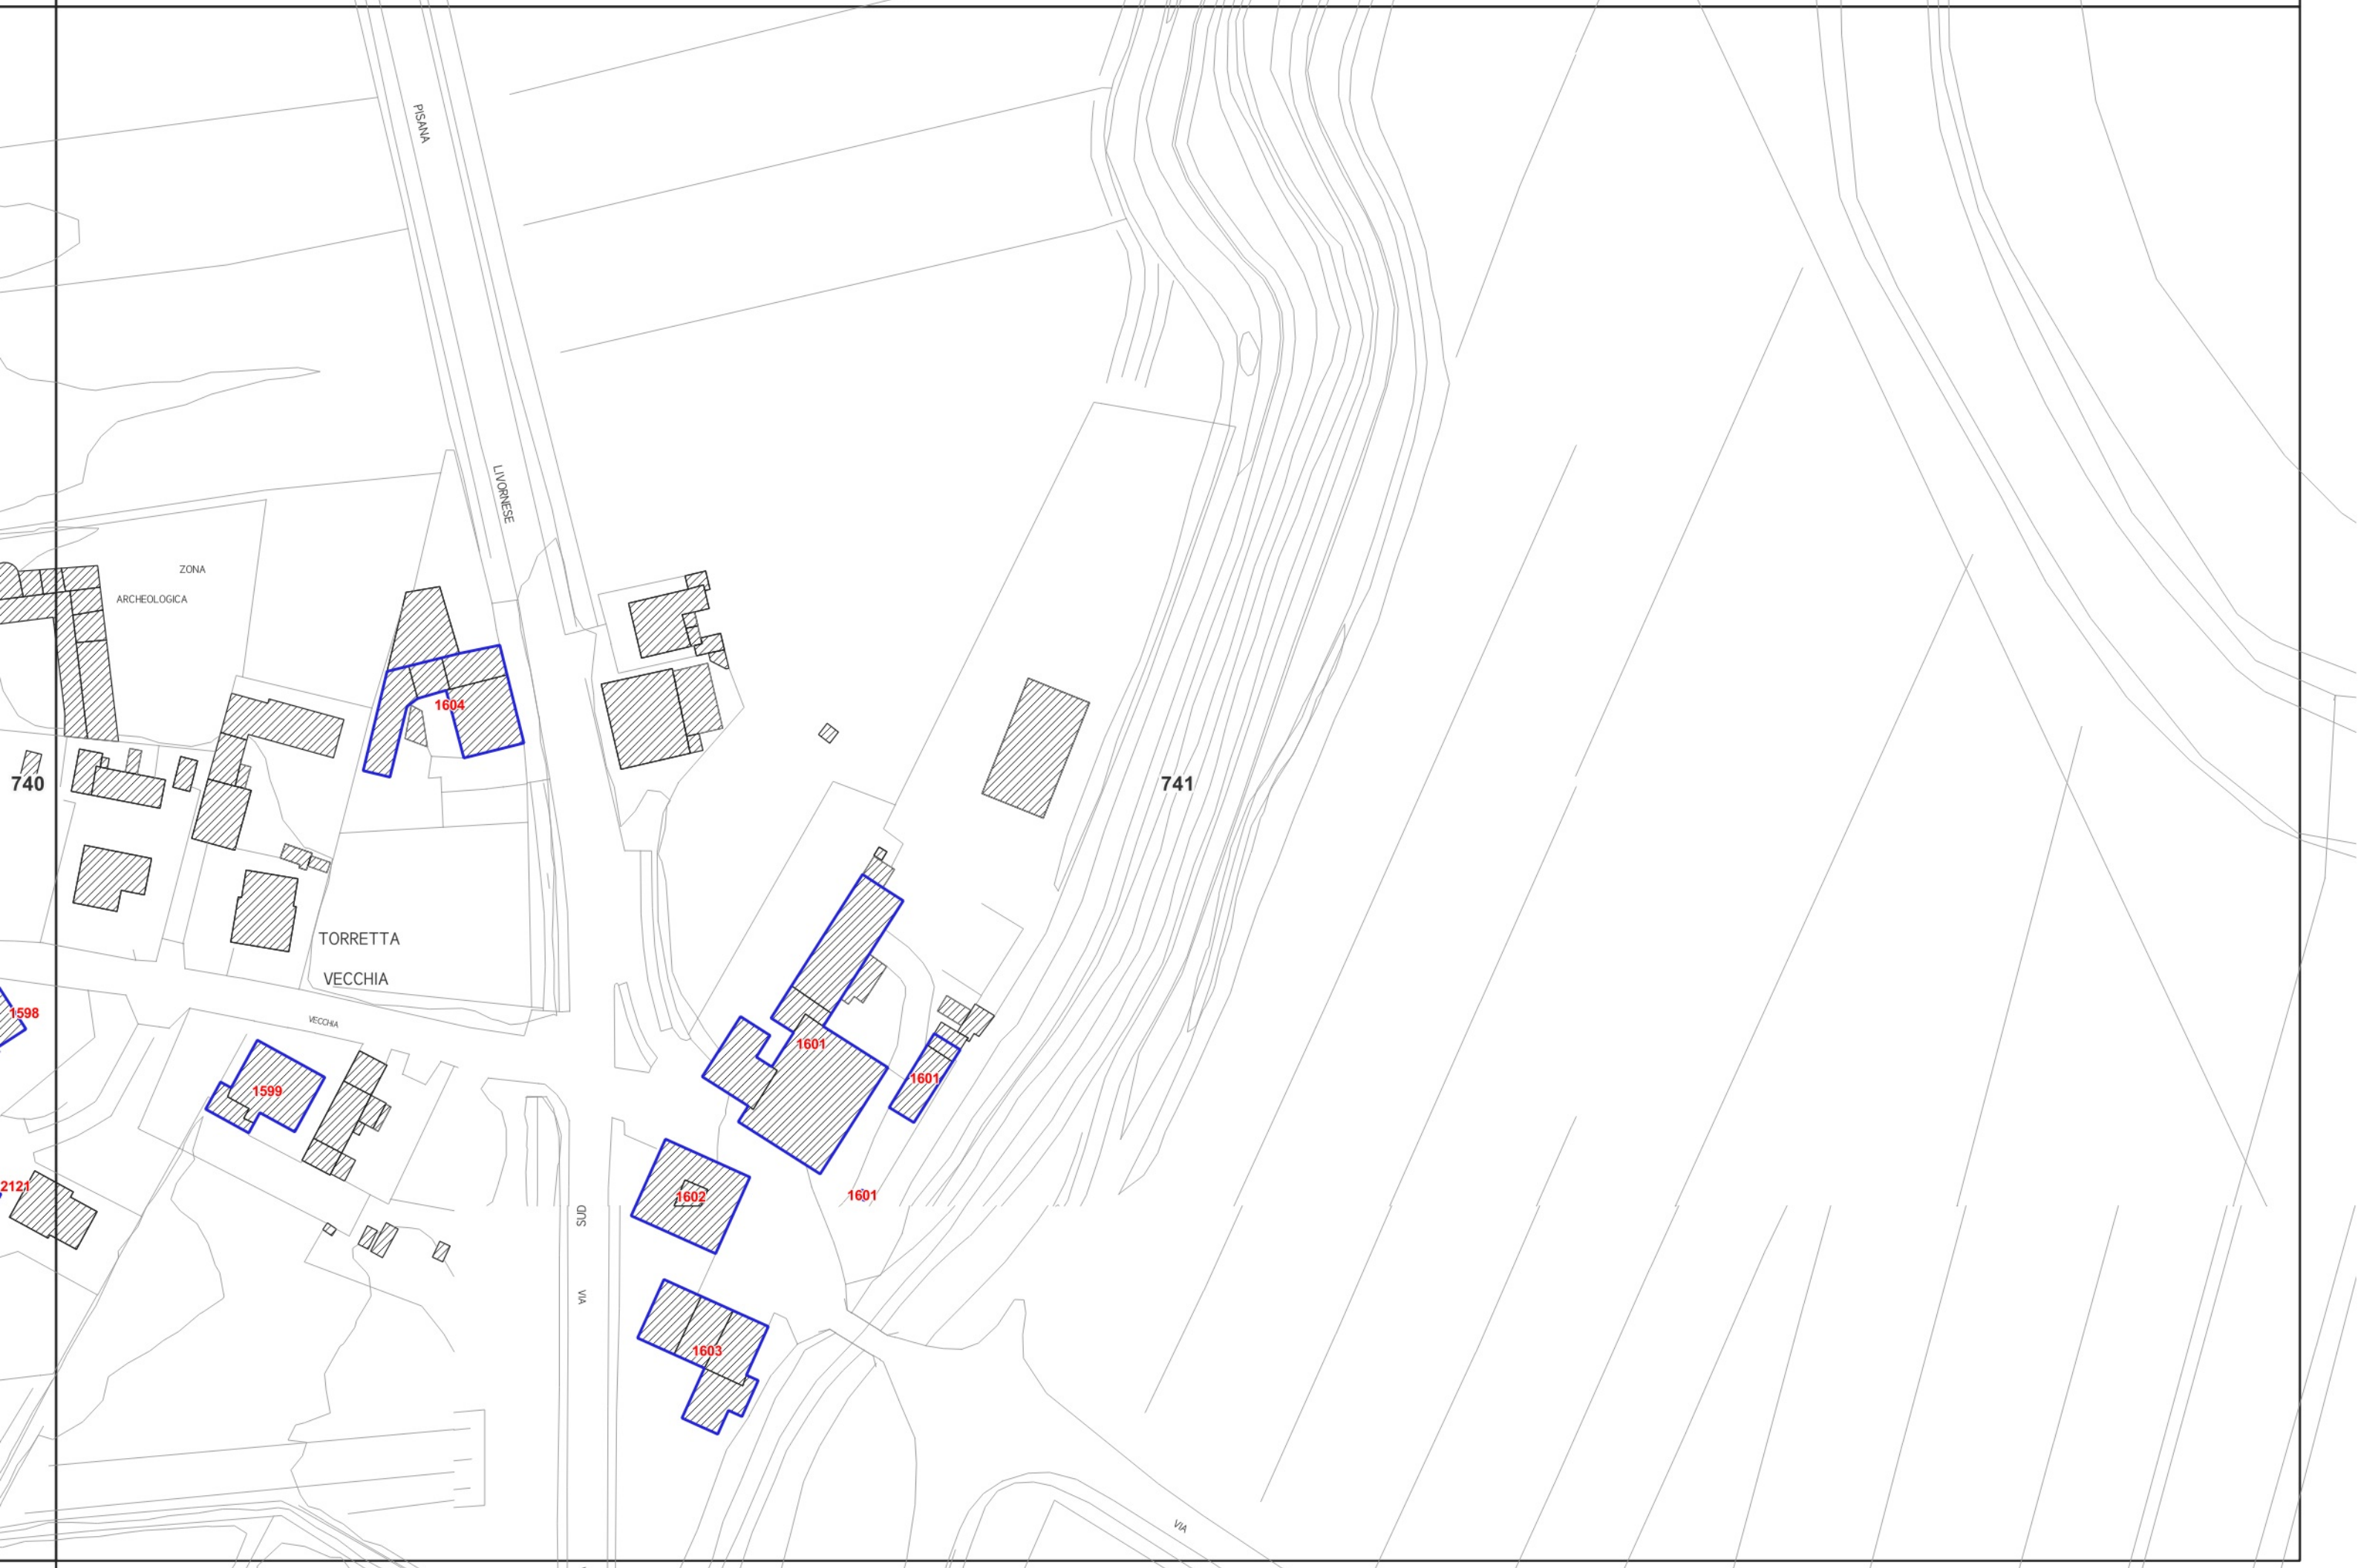 PISANA
LIVORNESE
ZONA
ARCHEOLOGICA
1604
740
741
TORRETTA
VECCHIA
1598
VECCHIA
1601
1599
1601
2121
1602
1601
SUD
VIA
1603
VIA